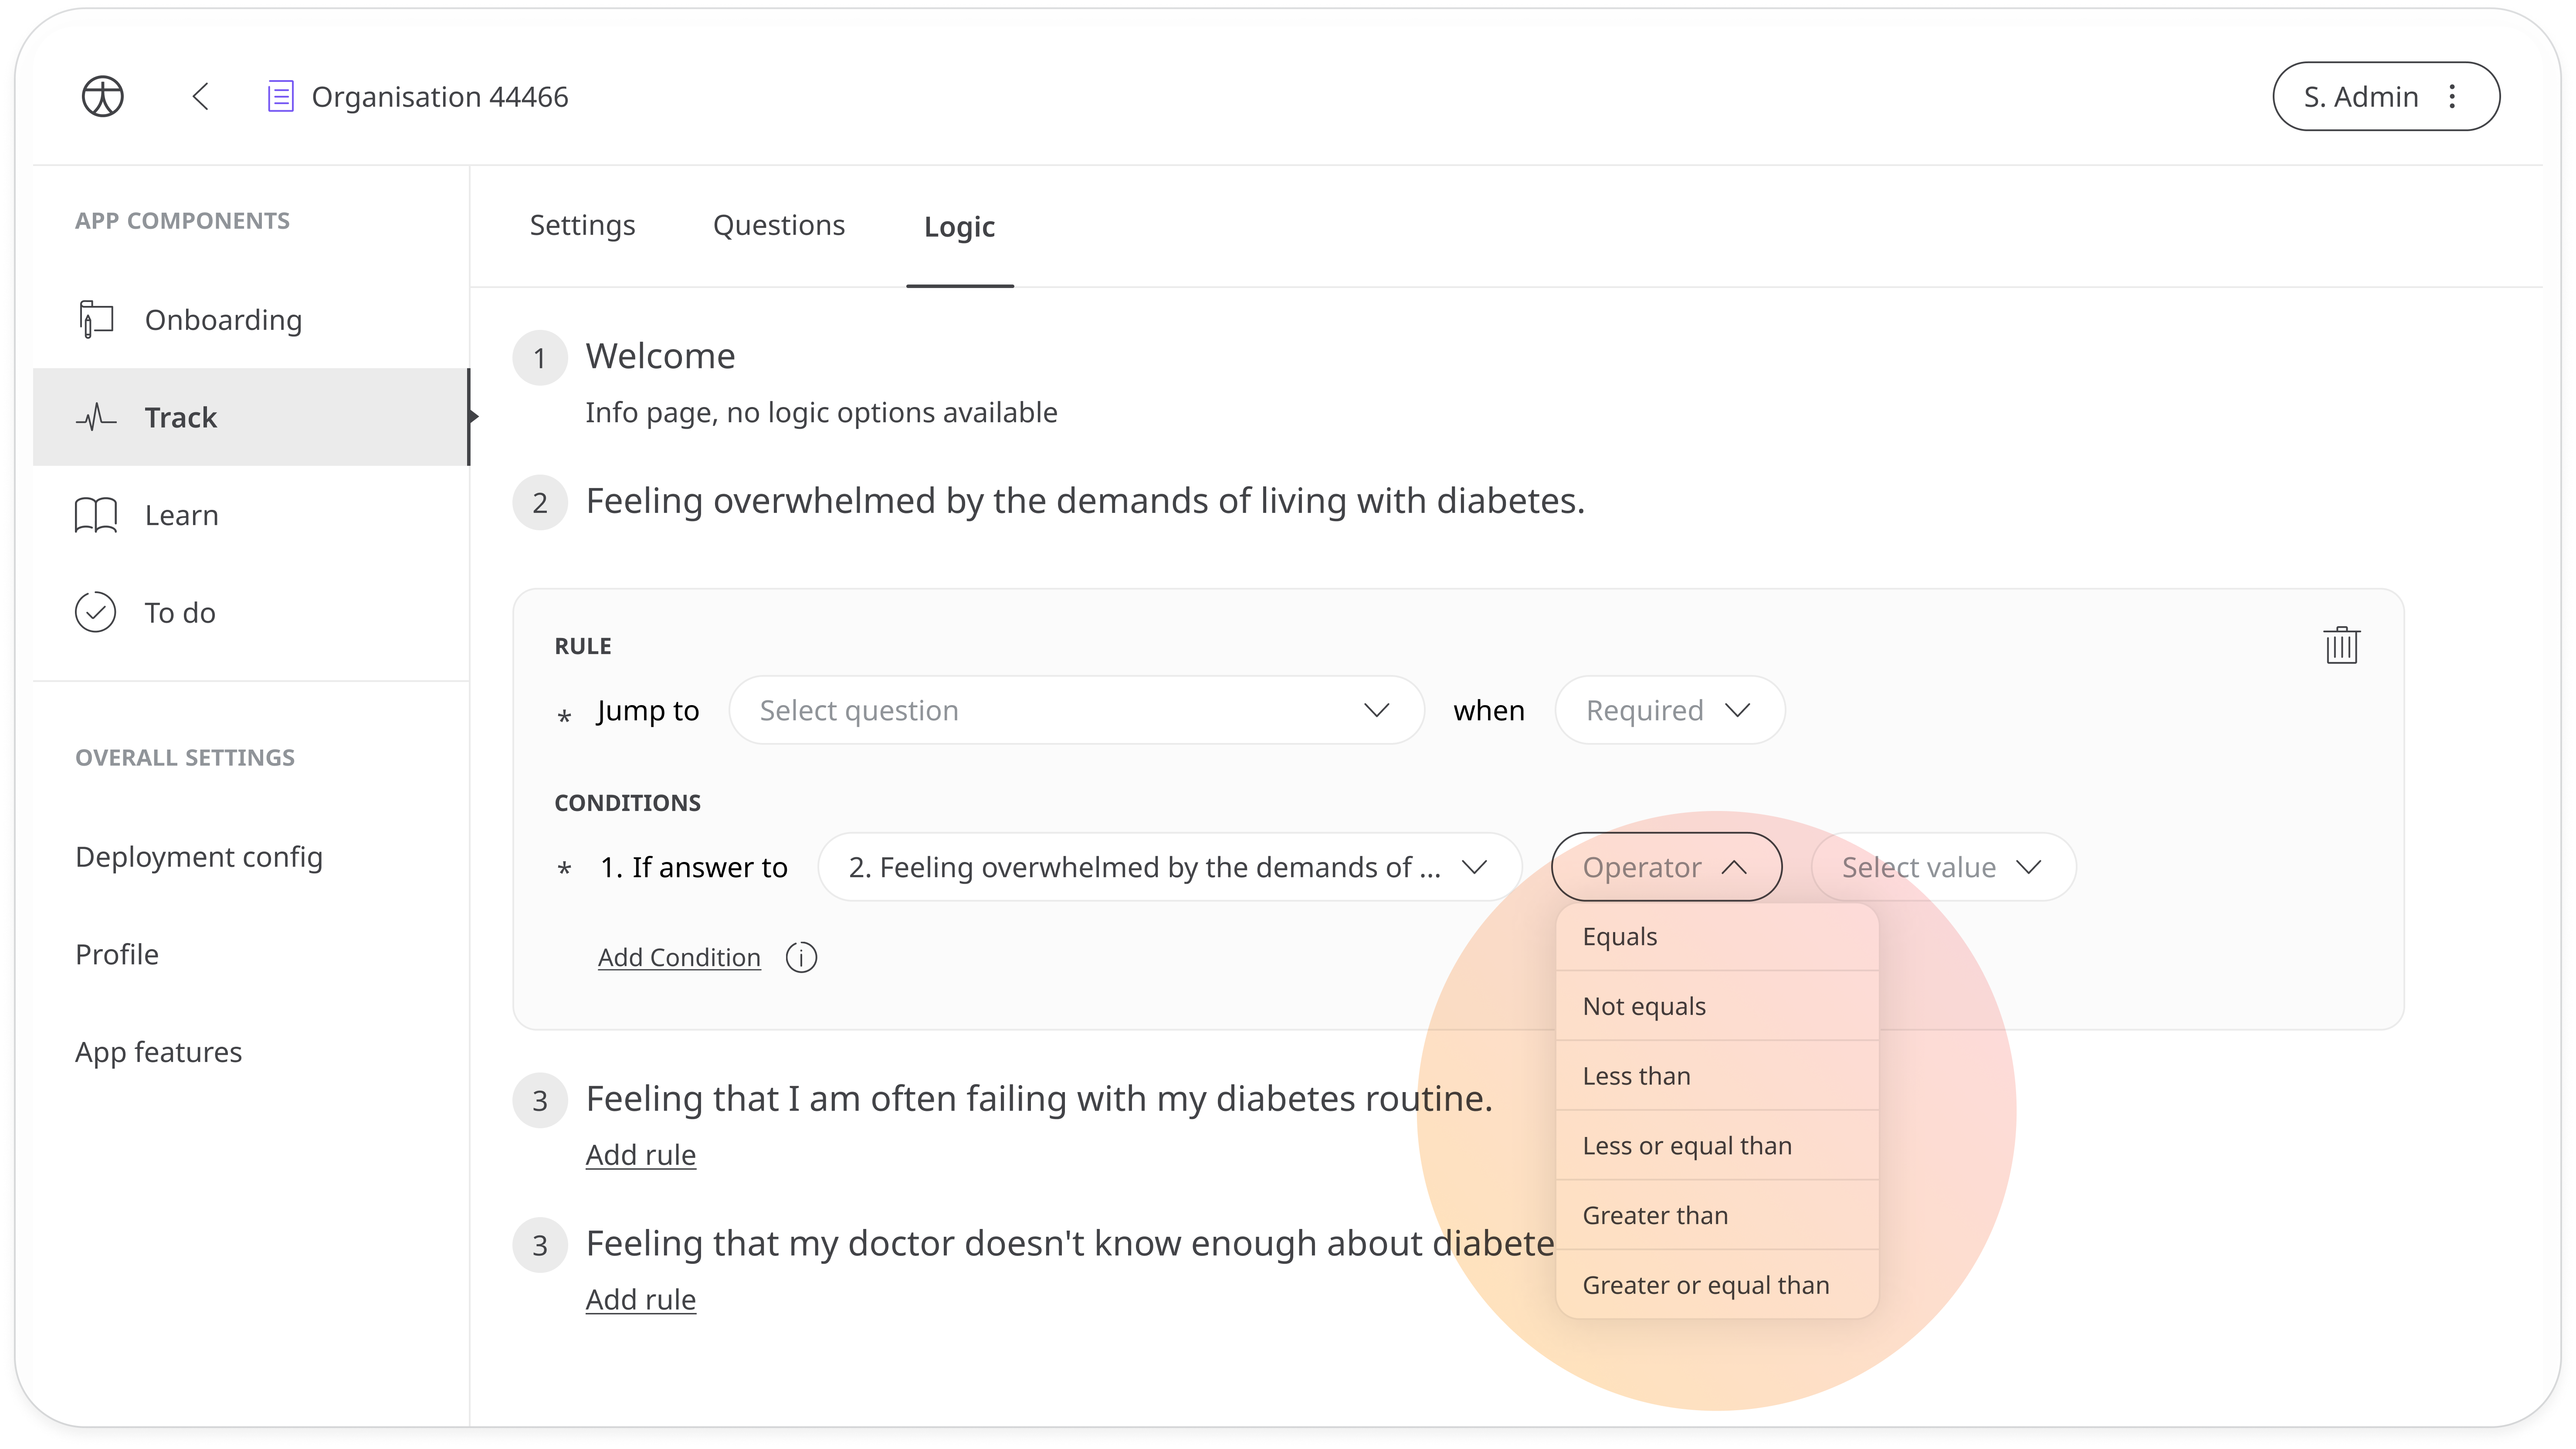 Organisation 44466
S. Admin
APP COMPONENTS
Onboarding
Track
Learn
To do
OVERALL SETTINGS
Deployment config
Profile
App features
Settings Questions Logic
1 Welcome
Info page, no logic options available
2 Feeling overwhelmed by the demands of living with diabetes.
RULE
* Jump to Select question when Required
CONDITIONS
* 1. If answer to 2. Feeling overwhelmed by the demands of ... Operator Select value
Equals
Not equals
Less than
Less or equal than
Greater than
Greater or equal than
Add Condition i
3 Feeling that I am often failing with my diabetes routine.
Add rule
3 Feeling that my doctor doesn't know enough about diabete
Add rule